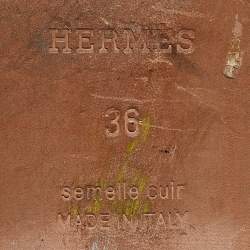 HERMES
36
semelle cuir
MADE IN ITALY